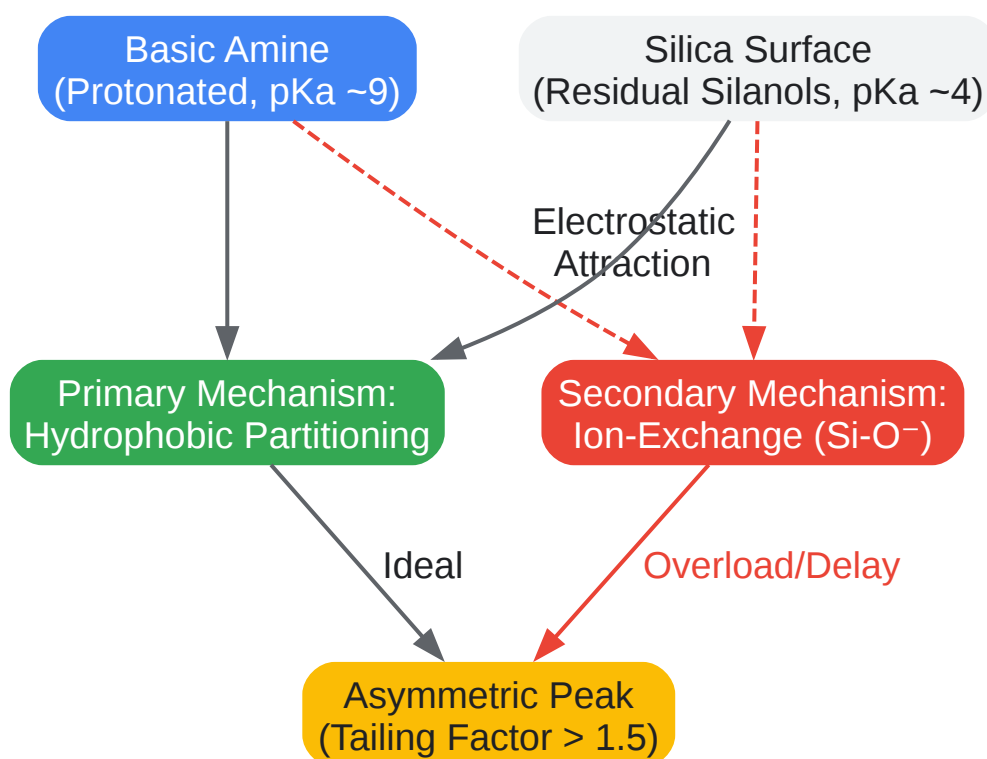 Basic Amine
(Protonated, pKa ~9)
Silica Surface
(Residual Silanols, pKa ~4)
Electrostatic
Attraction
Primary Mechanism:
Hydrophobic Partitioning
Secondary Mechanism:
Ion-Exchange (Si-O⁻)
Ideal
Overload/Delay
Asymmetric Peak
(Tailing Factor > 1.5)